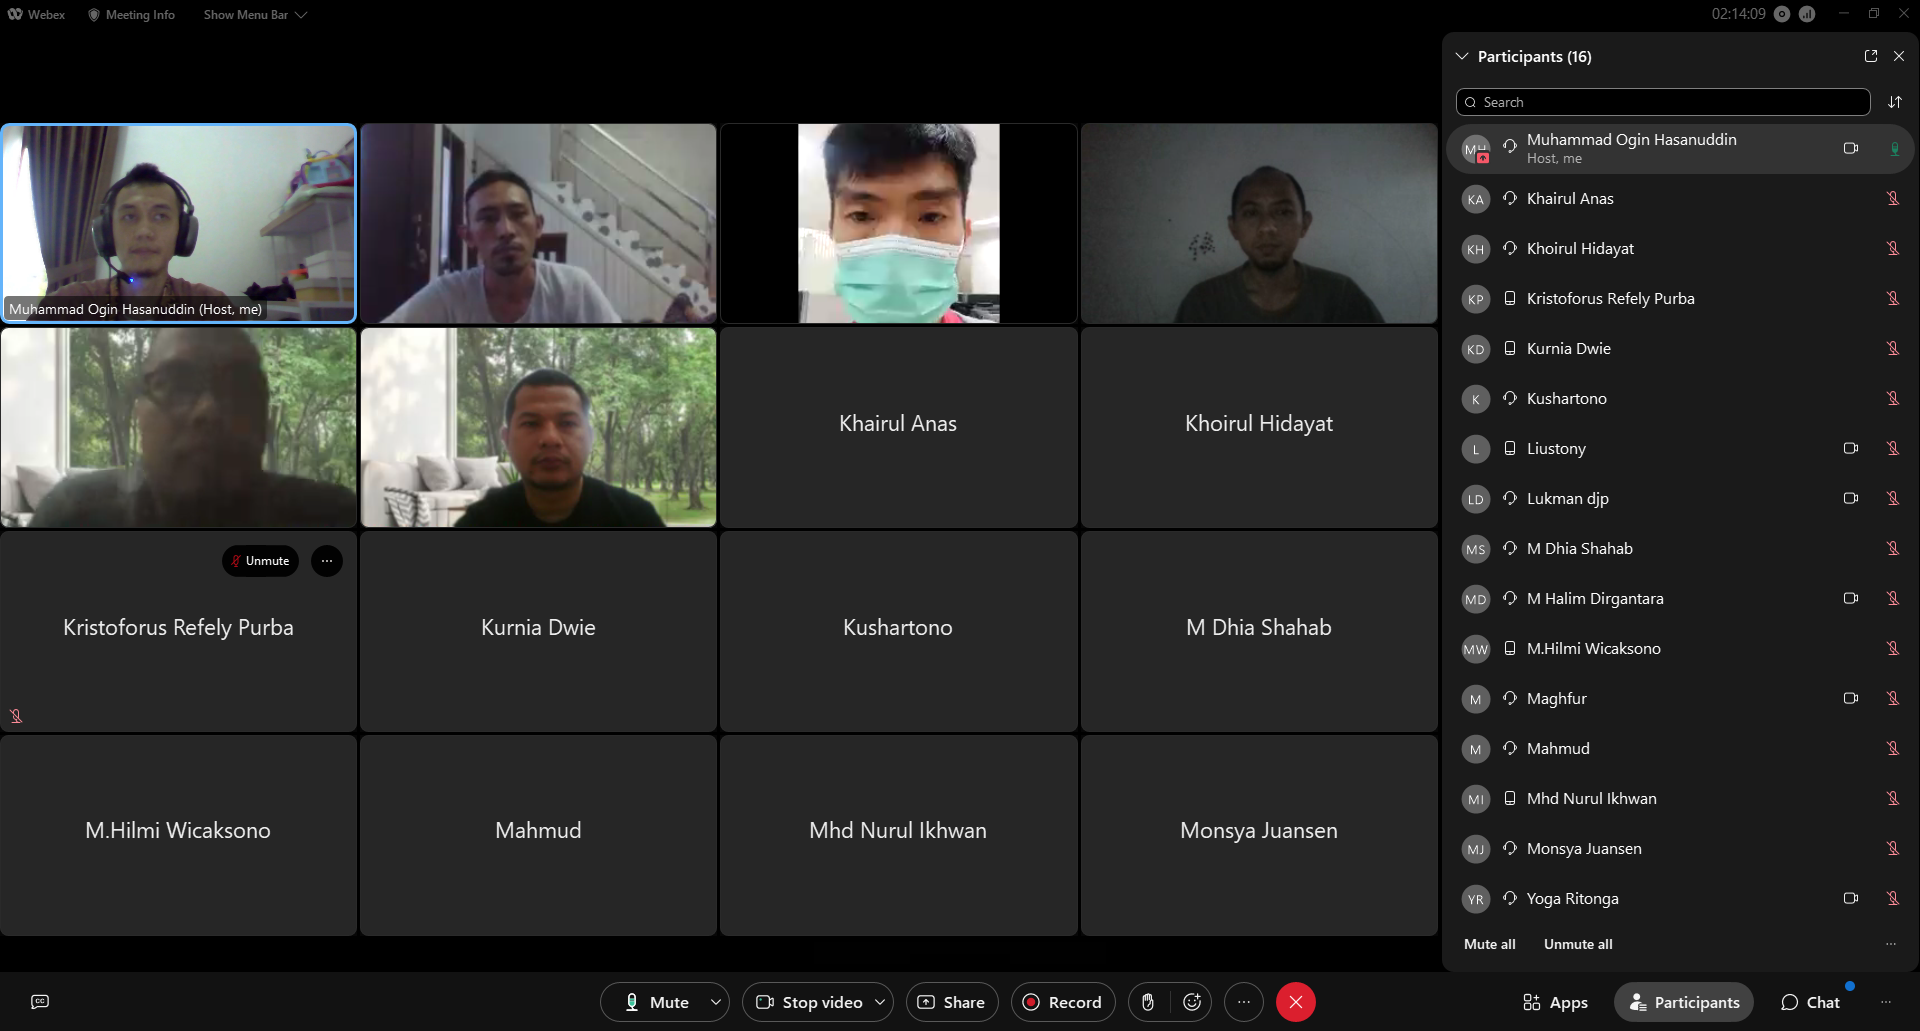 Webex
Meeting Info
Show Menu Bar
02:14:09
Muhammad Ogin Hasanuddin (Host, me)
Khairul Anas
Khoirul Hidayat
Unmute
Kristoforus Refely Purba
Kurnia Dwie
Kushartono
M Dhia Shahab
M.Hilmi Wicaksono
Mahmud
Mhd Nurul Ikhwan
Monsya Juansen
Participants (16)
Search
MH Muhammad Ogin Hasanuddin
Host, me
KA Khairul Anas
KH Khoirul Hidayat
KP Kristoforus Refely Purba
KD Kurnia Dwie
K Kushartono
L Liustony
LD Lukman djp
MS M Dhia Shahab
MD M Halim Dirgantara
MW M.Hilmi Wicaksono
M Maghfur
M Mahmud
MI Mhd Nurul Ikhwan
MJ Monsya Juansen
YR Yoga Ritonga
Mute all
Unmute all
CC
Mute
Stop video
Share
Record
Apps
Participants
Chat